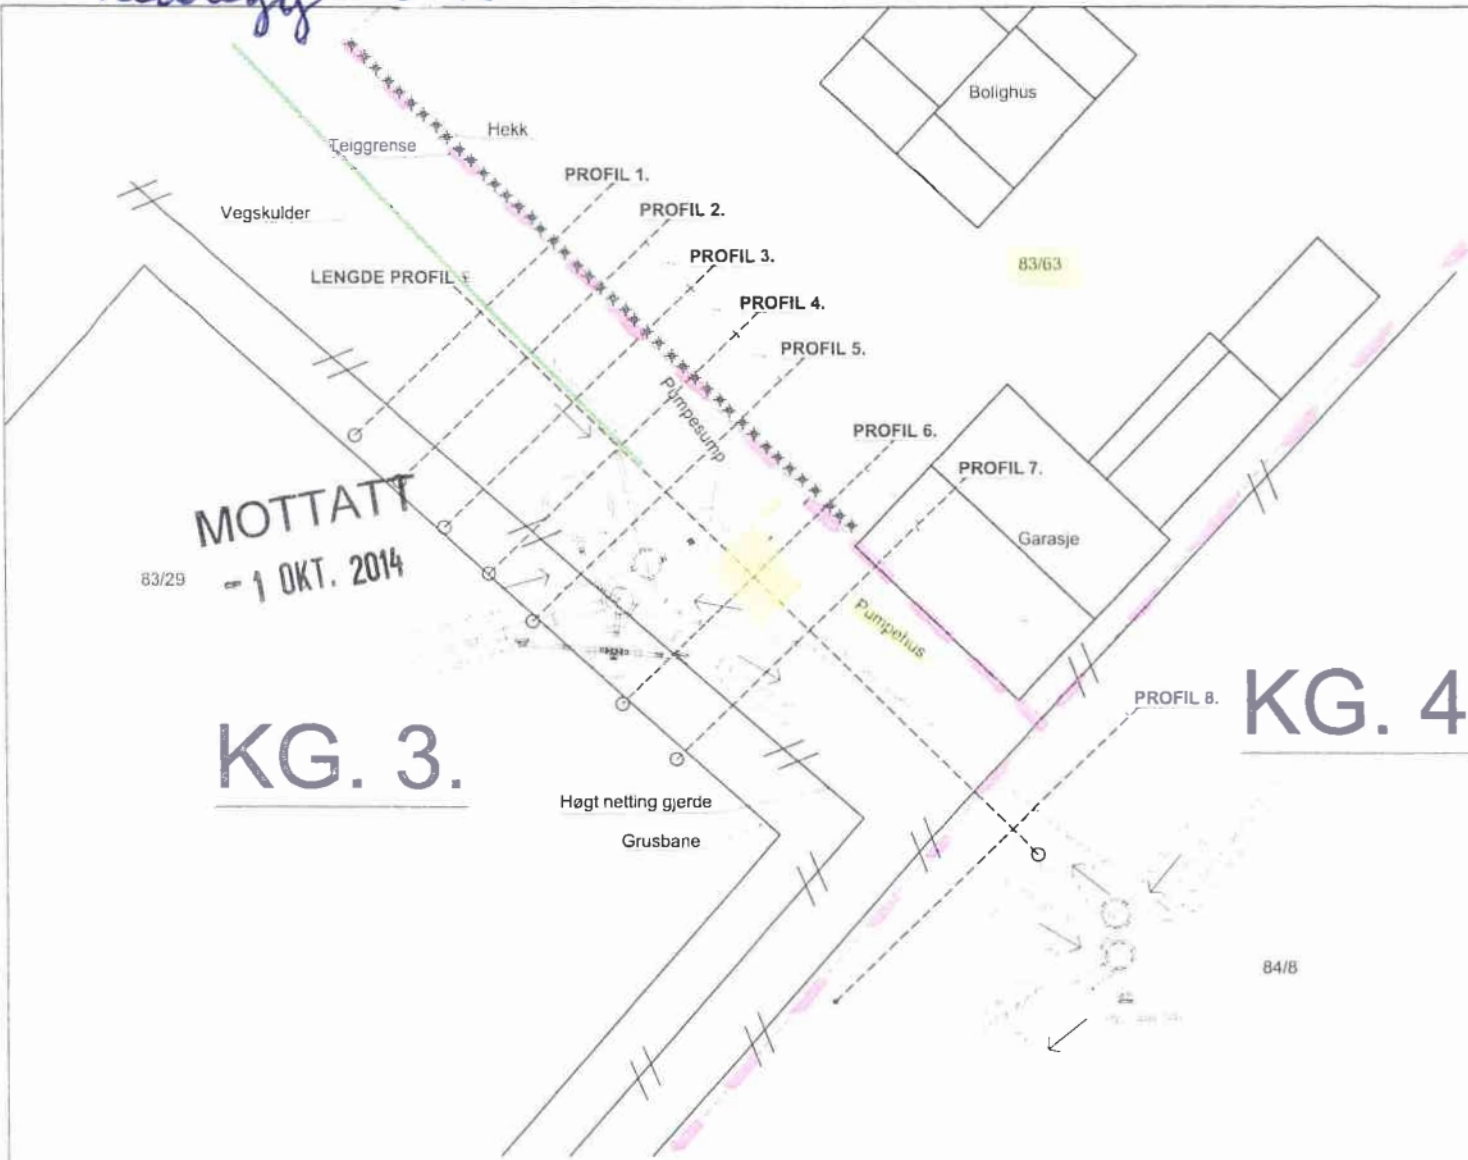 Bolighus
Hekk
Teiggrense
PROFIL 1.
Vegskulder
PROFIL 2.
PROFIL 3.
83/63
LENGDE PROFIL
PROFIL 4.
PROFIL 5.
Pumpesump
PROFIL 6.
PROFIL 7.
MOTTATT
- 1 OKT. 2014
83/29
Garasje
Pumpehus
PROFIL 8.
KG. 4
KG. 3.
Høgt netting gjerde
Grusbane
84/8